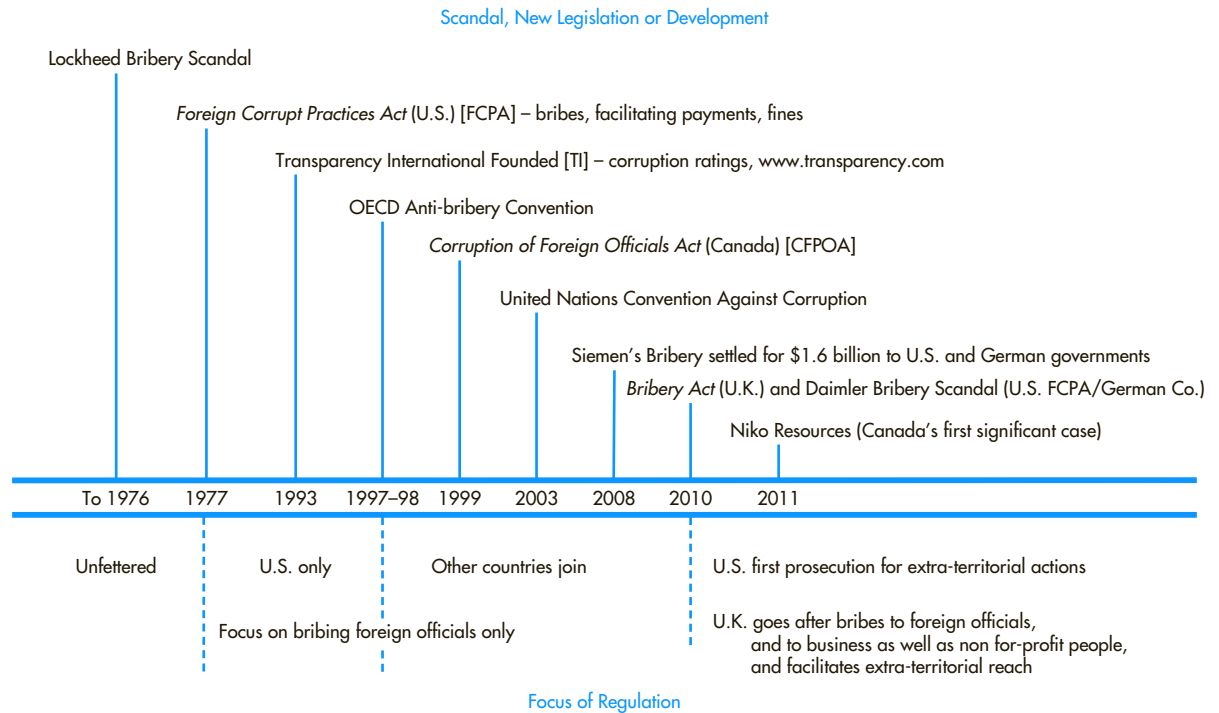 Scandal, New Legislation or Development
Lockheed Bribery Scandal
Foreign Corrupt Practices Act (U.S.) [FCPA] – bribes, facilitating payments, fines
Transparency International Founded [TI] – corruption ratings, www.transparency.com
OECD Anti-bribery Convention
Corruption of Foreign Officials Act (Canada) [CFPOA]
United Nations Convention Against Corruption
Siemen's Bribery settled for $1.6 billion to U.S. and German governments
Bribery Act (U.K.) and Daimler Bribery Scandal (U.S. FCPA/German Co.)
Niko Resources (Canada's first significant case)
To 1976 1977 1993 1997–98 1999 2003 2008 2010 2011
Unfettered U.S. only Other countries join U.S. first prosecution for extra-territorial actions
Focus on bribing foreign officials only
U.K. goes after bribes to foreign officials,
and to business as well as non for-profit people,
and facilitates extra-territorial reach
Focus of Regulation